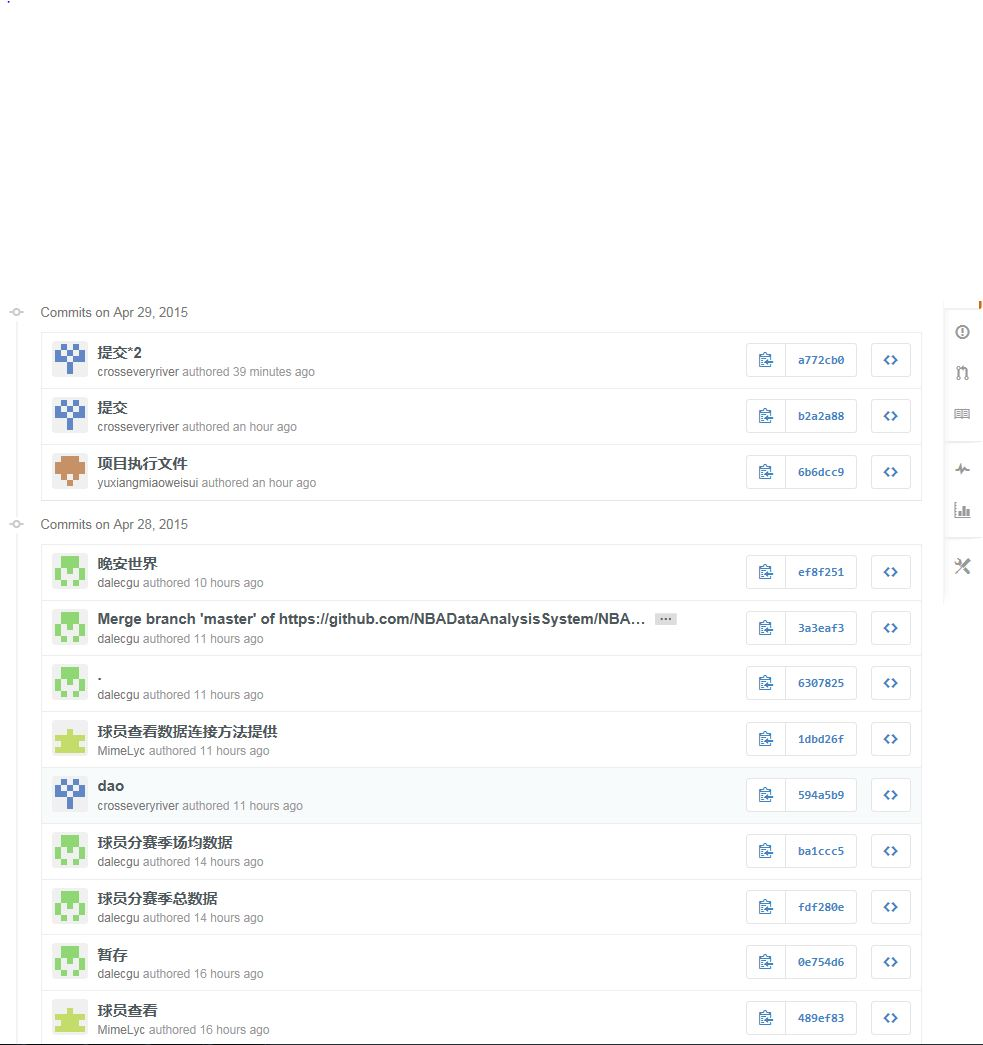 Commits on Apr 29, 2015
提交*2
crosseveryriver authored 39 minutes ago
a772cb0
提交
crosseveryriver authored an hour ago
b2a2a88
项目执行文件
yuxiangmiaoweisui authored an hour ago
6b6dcc9
Commits on Apr 28, 2015
晚安世界
dalecgu authored 10 hours ago
ef8f251
Merge branch 'master' of https://github.com/NBADataAnalysisSystem/NBA… …
dalecgu authored 11 hours ago
3a3eaf3
.
dalecgu authored 11 hours ago
6307825
球员查看数据连接方法提供
MimeLyc authored 11 hours ago
1dbd26f
dao
crosseveryriver authored 11 hours ago
594a5b9
球员分赛季场均数据
dalecgu authored 14 hours ago
ba1ccc5
球员分赛季总数据
dalecgu authored 14 hours ago
fdf280e
暂存
dalecgu authored 16 hours ago
0e754d6
球员查看
MimeLyc authored 16 hours ago
489ef83